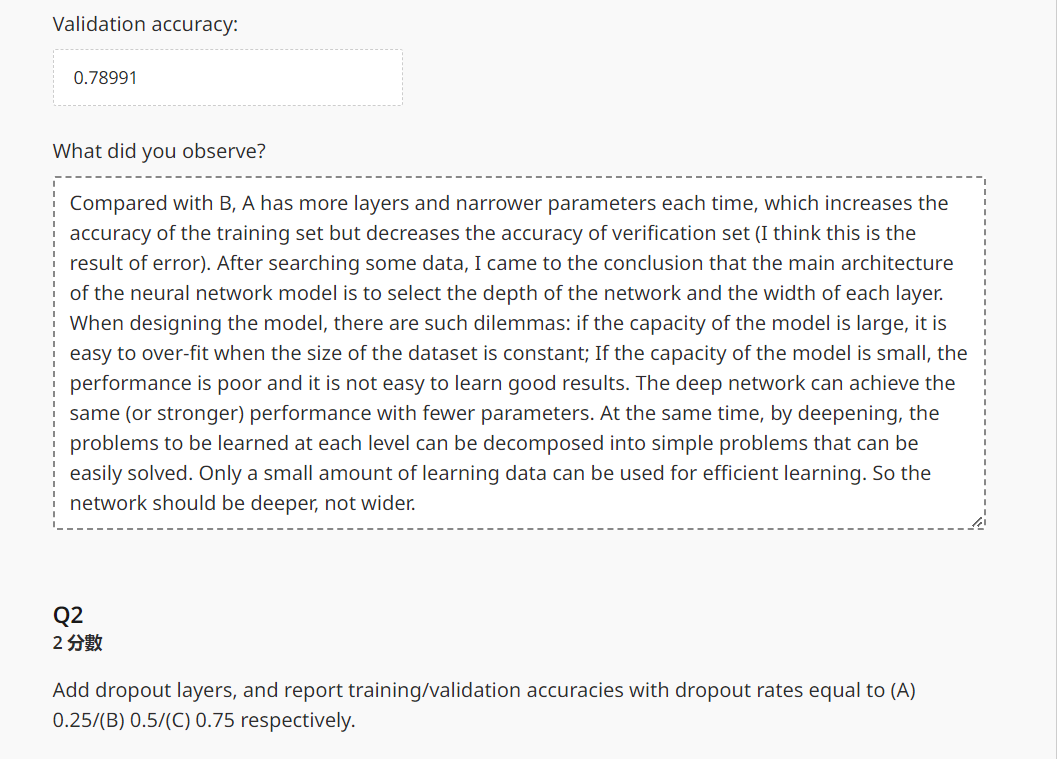 Validation accuracy:
0.78991
What did you observe?
Compared with B, A has more layers and narrower parameters each time, which increases the
accuracy of the training set but decreases the accuracy of verification set (I think this is the
result of error). After searching some data, I came to the conclusion that the main architecture
of the neural network model is to select the depth of the network and the width of each layer.
When designing the model, there are such dilemmas: if the capacity of the model is large, it is
easy to over-fit when the size of the dataset is constant; If the capacity of the model is small, the
performance is poor and it is not easy to learn good results. The deep network can achieve the
same (or stronger) performance with fewer parameters. At the same time, by deepening, the
problems to be learned at each level can be decomposed into simple problems that can be
easily solved. Only a small amount of learning data can be used for efficient learning. So the
network should be deeper, not wider.
Q2
2 分數
Add dropout layers, and report training/validation accuracies with dropout rates equal to (A)
0.25/(B) 0.5/(C) 0.75 respectively.